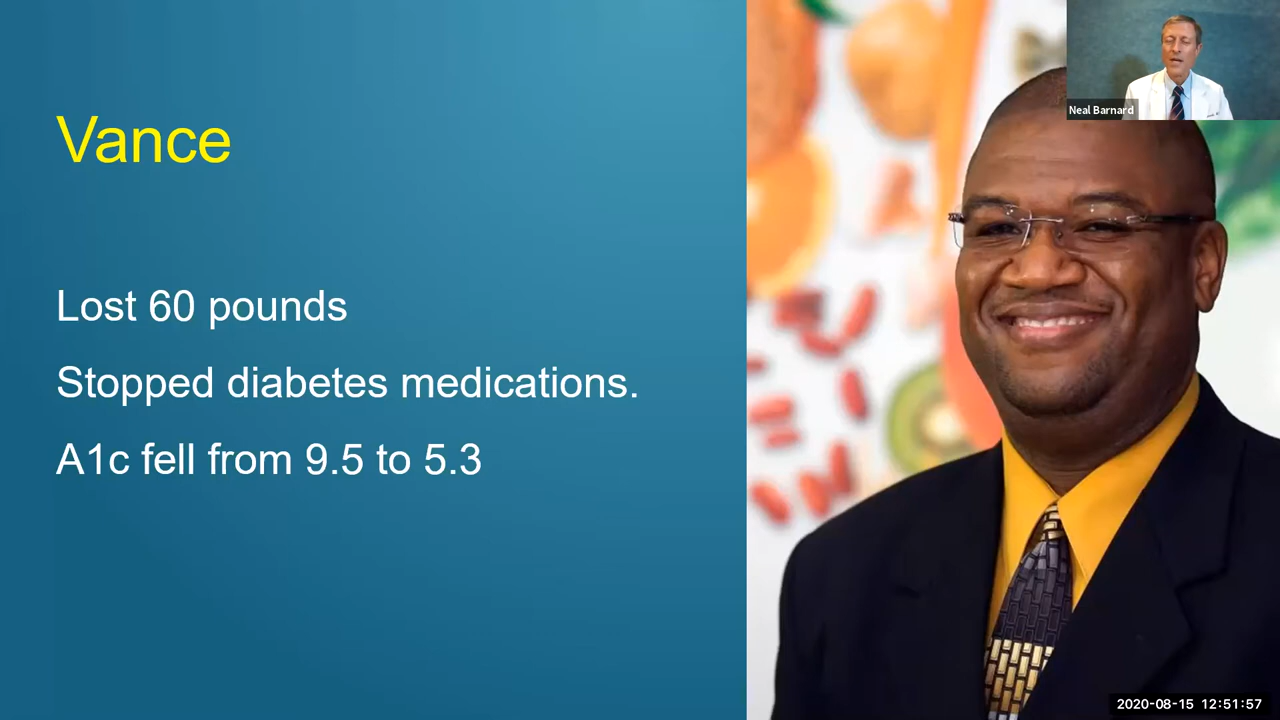 Neal Barnard
Vance
Lost 60 pounds
Stopped diabetes medications.
A1c fell from 9.5 to 5.3
2020-08-15 12:51:57